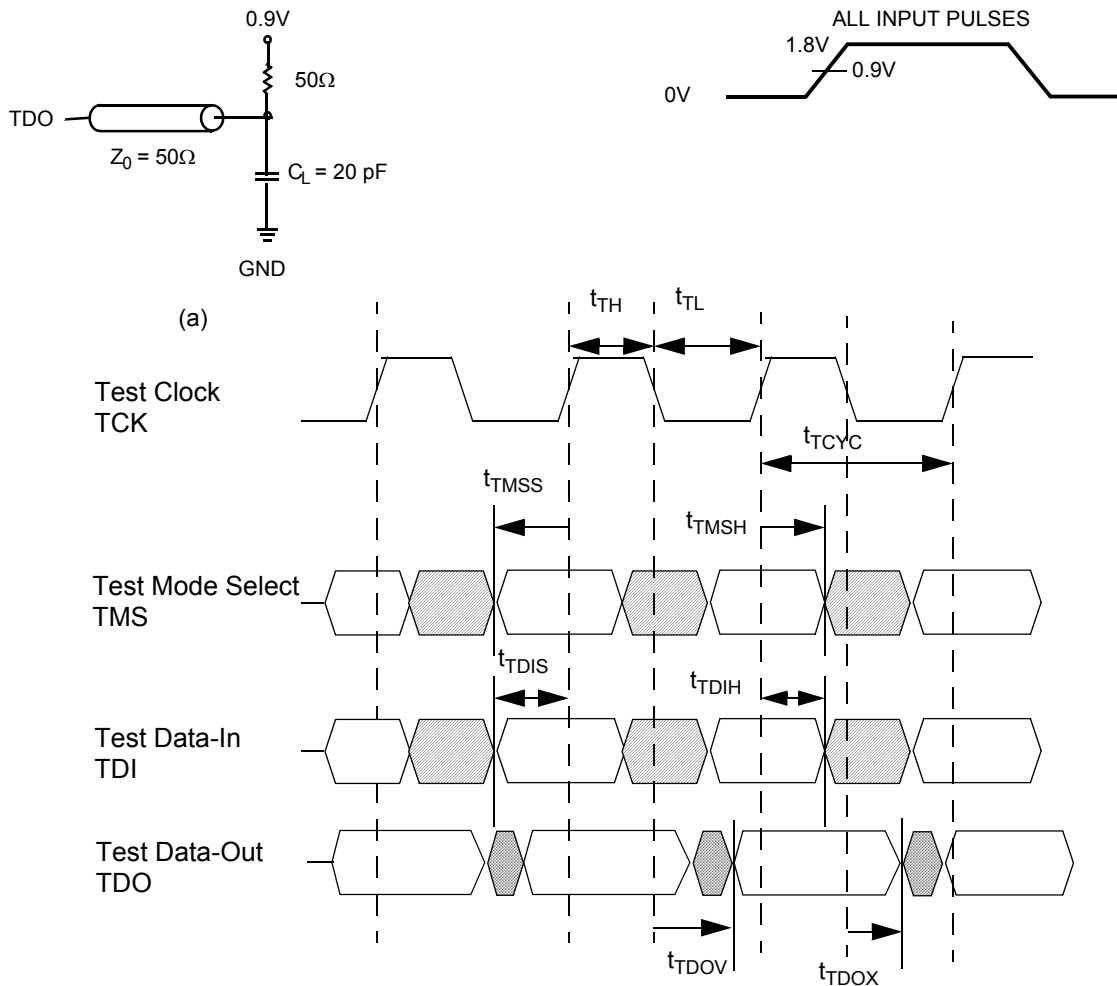 0.9V
ALL INPUT PULSES
1.8V
50Ω
0.9V
0V
TDO
Z0 = 50Ω
CL = 20 pF
GND
(a)
tTH
tTL
Test Clock
TCK
tTCYC
tTMSS
tTMSH
Test Mode Select
TMS
tTDIS
tTDIH
Test Data-In
TDI
Test Data-Out
TDO
tTDOV
tTDOX